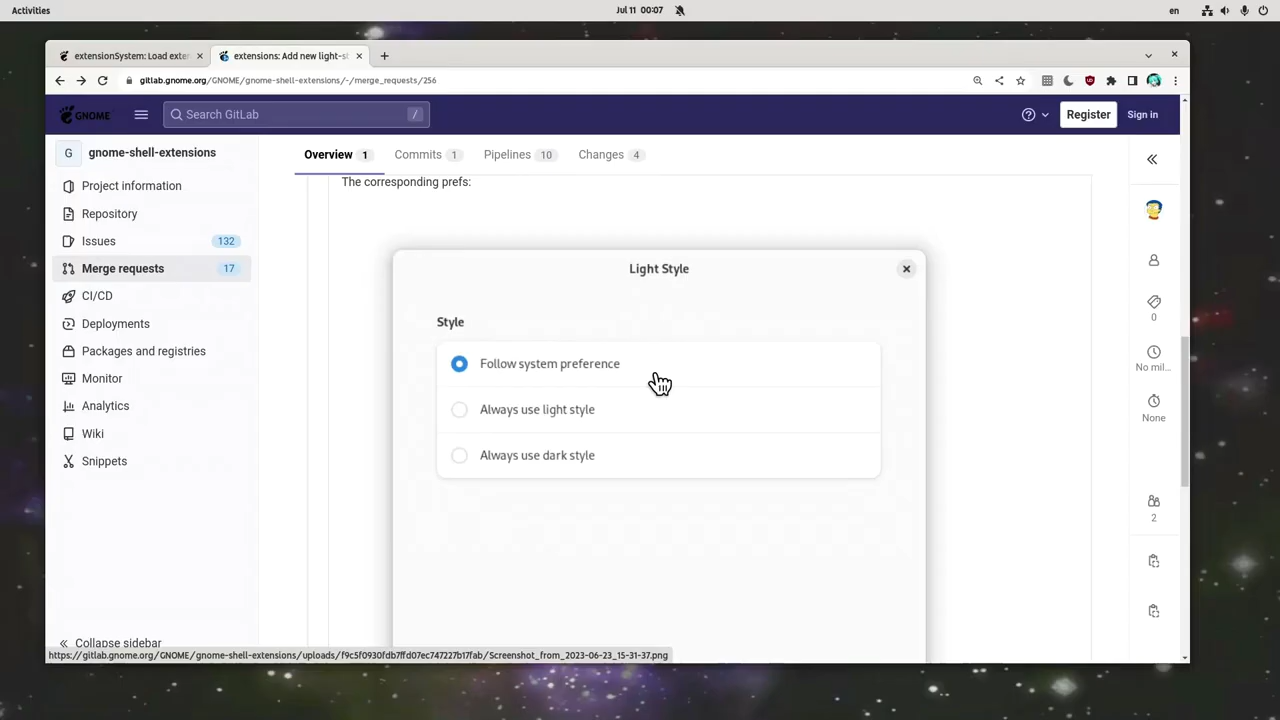 Activities
Jul 11 00:07
en
extensionSystem: Load exten
extensions: Add new light-st
gitlab.gnome.org/GNOME/gnome-shell-extensions/-/merge_requests/256
GNOME
Search GitLab
/
Register
Sign in
G
gnome-shell-extensions
Overview 1
Commits 1
Pipelines 10
Changes 4
Project information
Repository
Issues 132
Merge requests 17
CI/CD
Deployments
Packages and registries
Monitor
Analytics
Wiki
Snippets
Collapse sidebar
The corresponding prefs:
Light Style
Style
Follow system preference
Always use light style
Always use dark style
0
No mil...
None
2
https://gitlab.gnome.org/GNOME/gnome-shell-extensions/uploads/f9c5f0930fdb7ffd07ec747227b17fab/Screenshot_from_2023-06-23_15-31-37.png